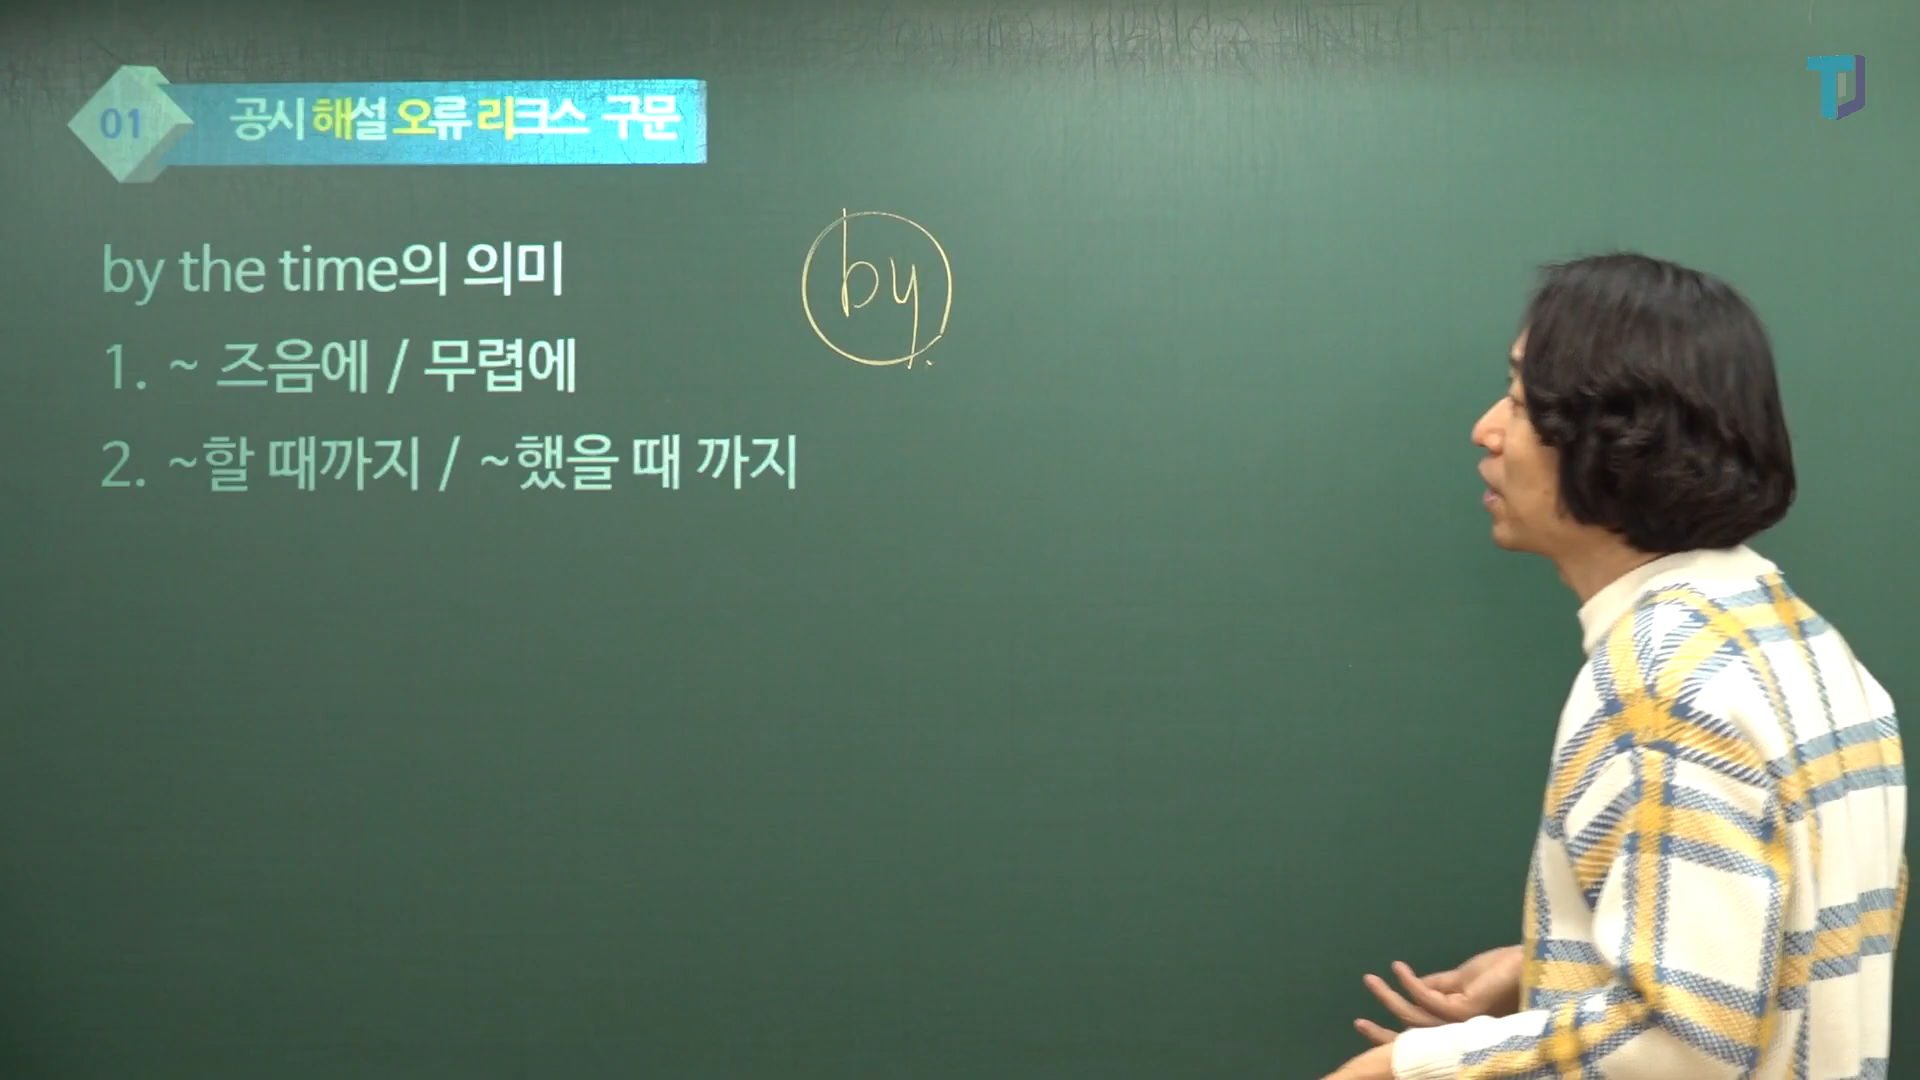 01 공시 해설 오류 리크스 구문
by the time의 의미
by
1. ~ 즈음에 / 무렵에
2. ~할 때까지 / ~했을 때 까지